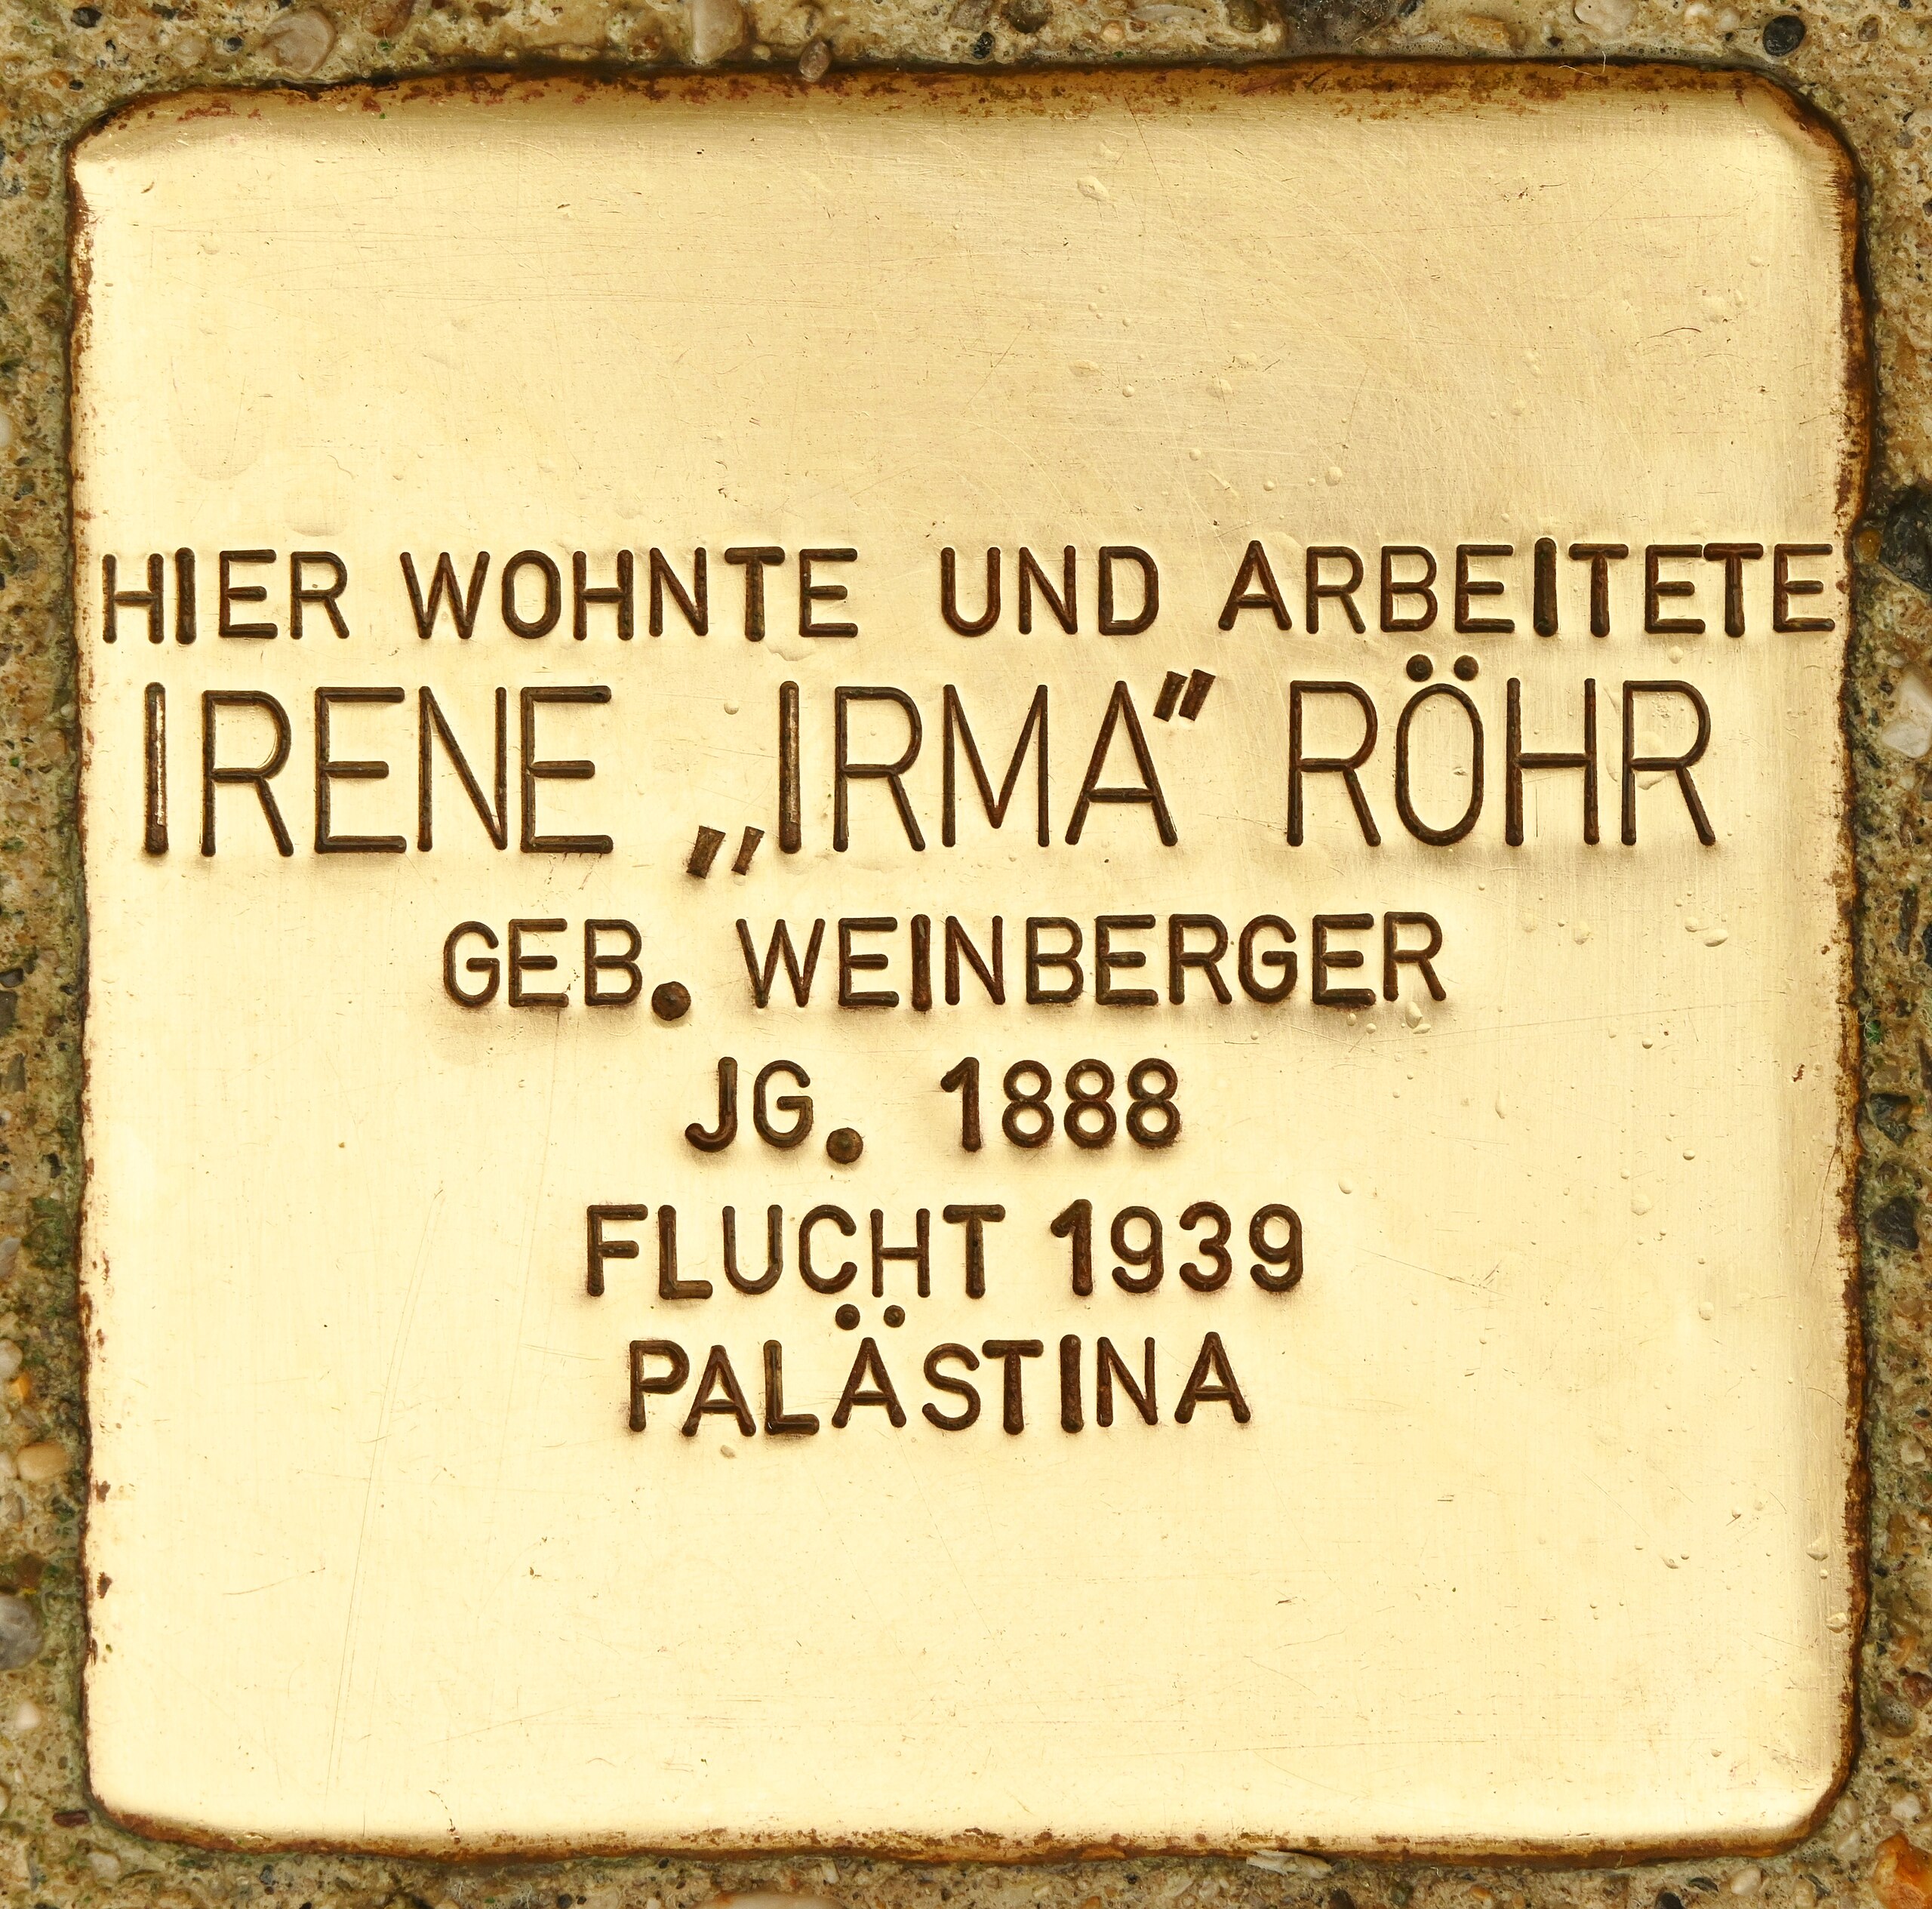 HIER WOHNTE UND ARBEITETE
IRENE „IRMA" RÖHR
GEB. WEINBERGER
JG. 1888
FLUCHT 1939
PALÄSTINA